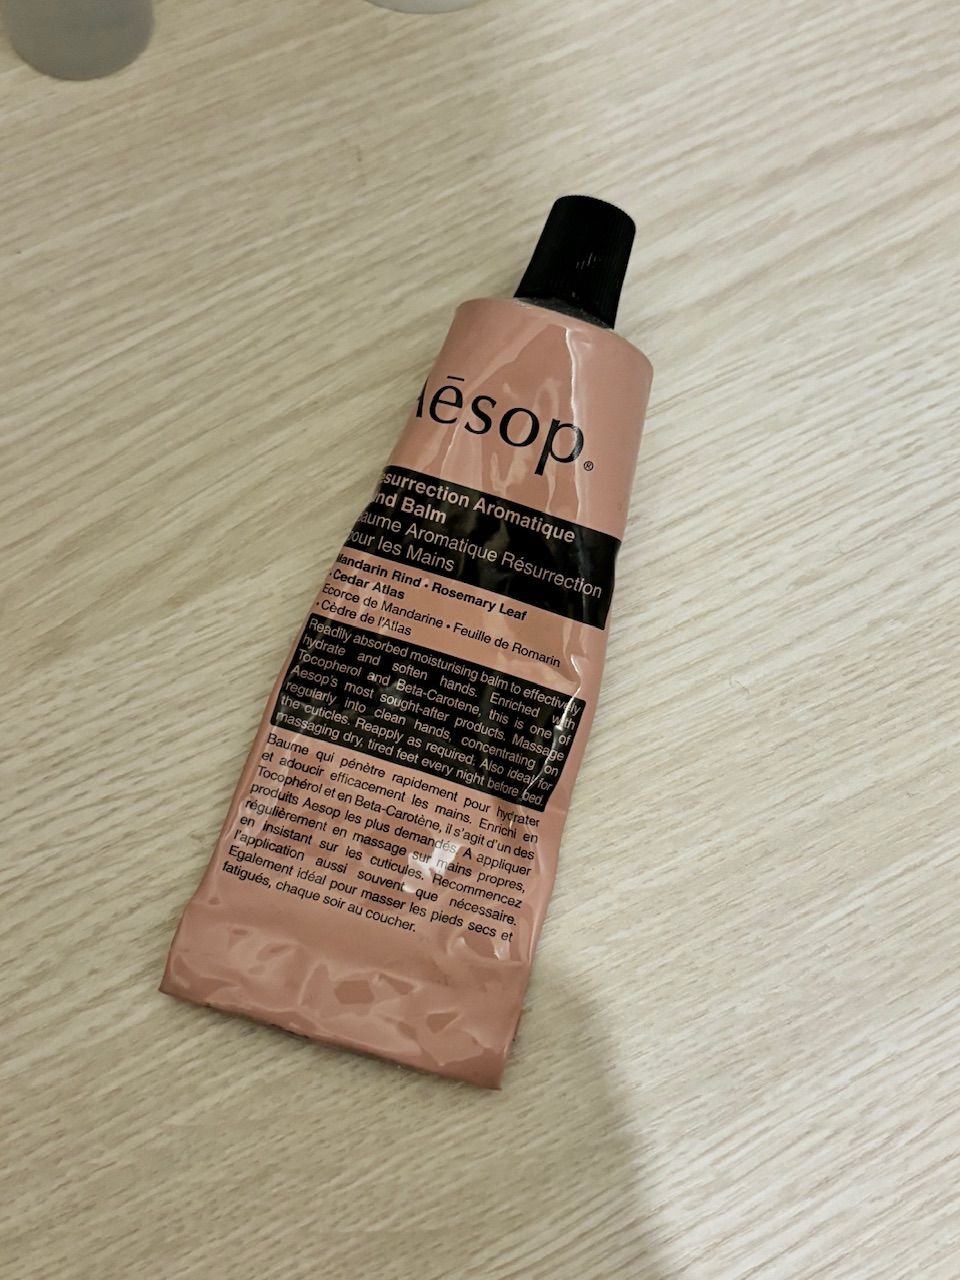 Aēsop®
esurrection Aromatique
nd Balm
aume Aromatique Résurrection
pour les Mains
Mandarin Rind • Rosemary Leaf
• Cedar Atlas
Ecorce de Mandarine • Feuille de Romarin
• Cèdre de l'Atlas
Readily absorbed moisturising balm to effectively
hydrate and soften hands. Enriched with
Tocopherol and Beta-Carotene, this is one of
Aesop's most sought-after products. Massage
regularly into clean hands, concentrating on
the cuticles. Reapply as required. Also ideal for
massaging dry, tired feet every night before bed.
Baume qui pénètre rapidement pour hydrater
et adoucir efficacement les mains. Enrichi en
Tocophérol et en Beta-Carotène, il s'agit d'un des
produits Aesop les plus demandés. A appliquer
régulièrement en massage sur mains propres,
en insistant sur les cuticules. Recommencez
l'application aussi souvent que nécessaire.
Egalement idéal pour masser les pieds secs et
fatigués, chaque soir au coucher.